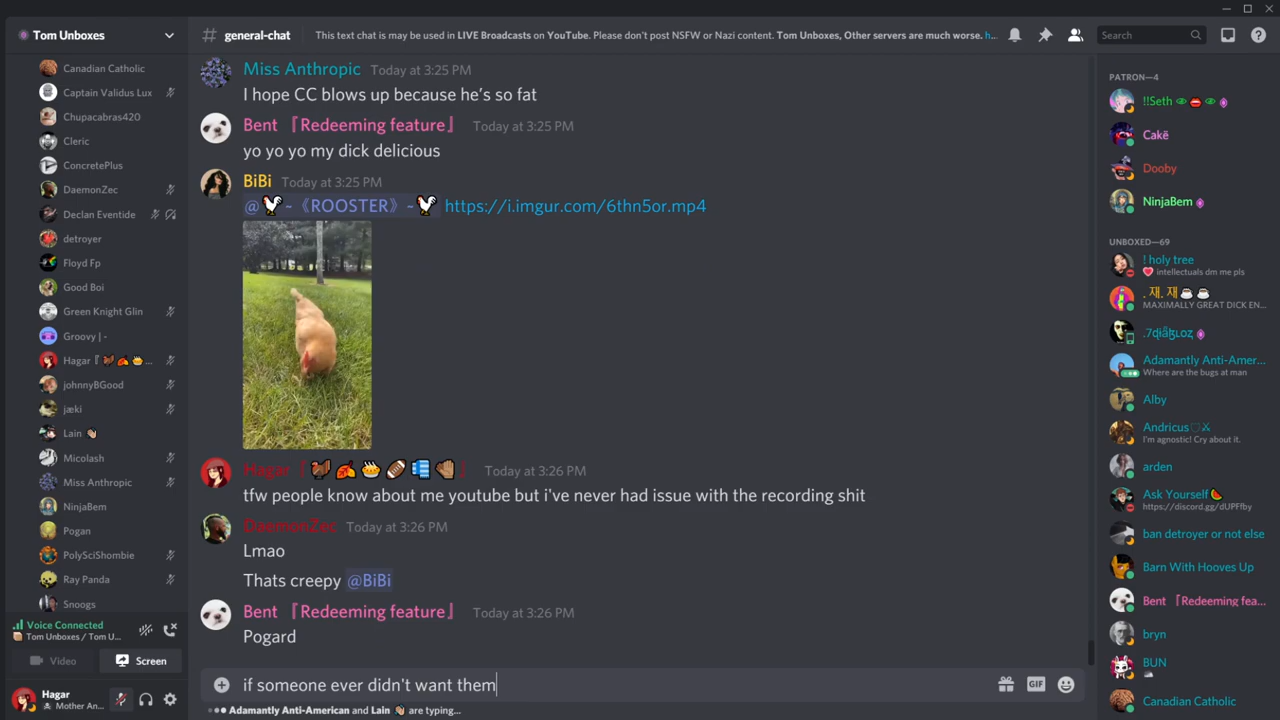 Tom Unboxes
Canadian Catholic
Captain Validus Lux
Chupacabras420
Cleric
ConcretePlus
DaemonZec
Declan Eventide
detroyer
Floyd Fp
Good Boi
Green Knight Glin
Groovy | -
Hagar『🦃🍂🥧...
johnnyBGood
jæki
Lain 👏🏼
Micolash
Miss Anthropic
NinjaBem
Pogan
PolySciShombie
Ray Panda
Snoogs
Voice Connected
Tom Unboxes / Tom U...
Video
Screen
Hagar
Mother An...
# general-chat
This text chat is may be used in LIVE Broadcasts on YouTube. Please don't post NSFW or Nazi content. Tom Unboxes, Other servers are much worse. h...
Search
Miss Anthropic Today at 3:25 PM
I hope CC blows up because he's so fat
Bent 『Redeeming feature』 Today at 3:25 PM
yo yo yo my dick delicious
BiBi Today at 3:25 PM
@🐓-《ROOSTER》-🐓 https://i.imgur.com/6thn5or.mp4
Hagar『🦃🍂🥧🏈🧻🤚🏽』 Today at 3:26 PM
tfw people know about me youtube but i've never had issue with the recording shit
DaemonZec Today at 3:26 PM
Lmao
Thats creepy @BiBi
Bent 『Redeeming feature』 Today at 3:26 PM
Pogard
if someone ever didn't want them
GIF
Adamantly Anti-American and Lain 👏🏼 are typing...
PATRON—4
!!Seth 👁👄👁
Cakë
Dooby
NinjaBem
UNBOXED—69
! holy tree
❤️ intellectuals dm me pls
. 재. 재☕☕
MAXIMALLY GREAT DICK EN...
Adamantly Anti-Amer...
Where are the bugs at man
Alby
Andricus♡⚔
I'm agnostic! Cry about it.
arden
Ask Yourself🍉
https://discord.gg/dUPFfby
ban detroyer or not else
Barn With Hooves Up
Bent 『Redeeming fea...
bryn
BUN
Canadian Catholic